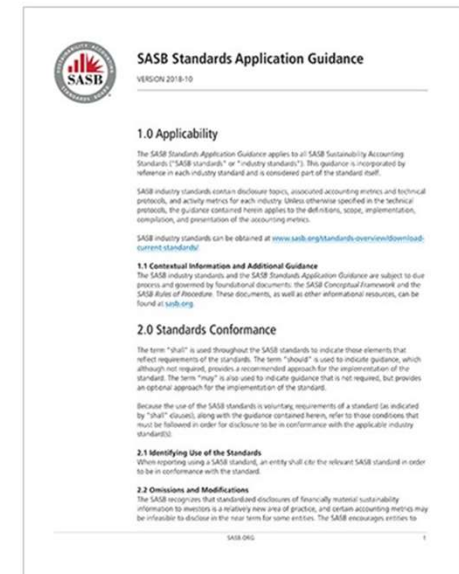 SUSTAINABILITY ACCOUNTING
SASB
STANDARDS BOARD
SASB Standards Application Guidance
VERSION 2018-10
1.0 Applicability
The SASB Standards Application Guidance applies to all SASB Sustainability Accounting
Standards ("SASB standards" or "industry standards"). This guidance is incorporated by
reference in each industry standard and is considered part of the standard itself.
SASB industry standards contain disclosure topics, associated accounting metrics and technical
protocols, and activity metrics for each industry. Unless otherwise specified in the technical
protocols, the guidance contained herein applies to the definitions, scope, implementation,
compilation, and presentation of the accounting metrics.
SASB industry standards can be obtained at www.sasb.org/standards-overview/download-
current-standards/
1.1 Contextual Information and Additional Guidance
The SASB industry standards and the SASB Standards Application Guidance are subject to due
process and governed by foundational documents: the SASB Conceptual Framework and the
SASB Rules of Procedure. These documents, as well as other informational resources, can be
found at sasb.org.
2.0 Standards Conformance
The term "shall" is used throughout the SASB standards to indicate those elements that
reflect requirements of the standards. The term "should" is used to indicate guidance, which
although not required, provides a recommended approach for the implementation of the
standard. The term "may" is also used to indicate guidance that is not required, but provides
an optional approach for the implementation of the standard.
Because the use of the SASB standards is voluntary, requirements of a standard (as indicated
by "shall" clauses), along with the guidance contained herein, refer to those conditions that
must be followed in order for disclosure to be in conformance with the applicable industry
standard(s).
2.1 Identifying Use of the Standards
When reporting using a SASB standard, an entity shall cite the relevant SASB standard in order
to be in conformance with the standard.
2.2 Omissions and Modifications
The SASB recognizes that standardized disclosures of financially material sustainability
information to investors is a relatively new area of practice, and certain accounting metrics may
be infeasible to disclose in the near term for some entities. The SASB encourages entities to
SASB.ORG
1